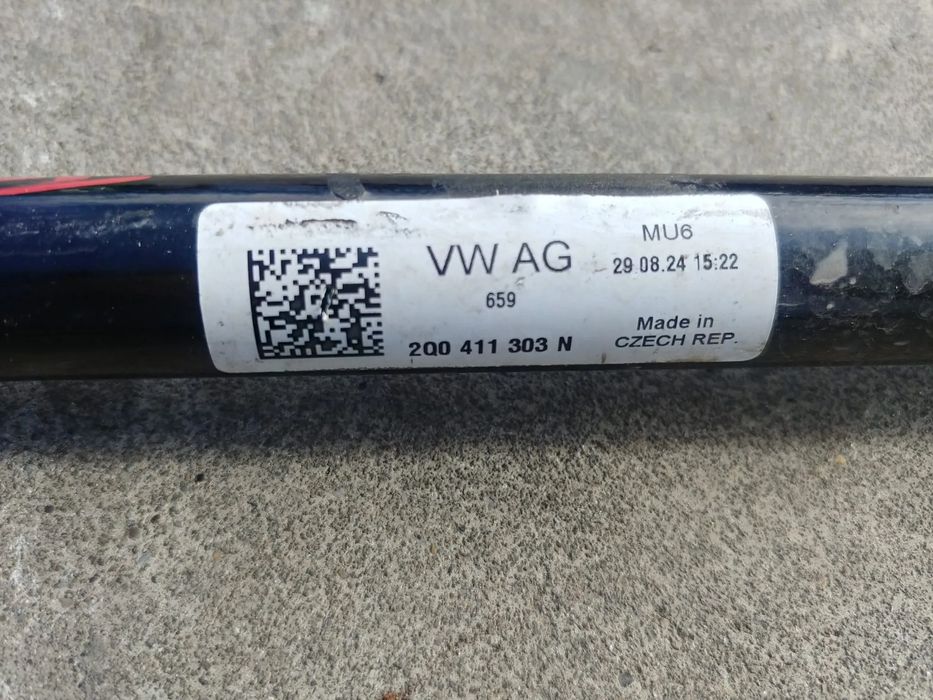 VW AG
659
2Q0 411 303 N
MU6
29.08.24 15:22
Made in
CZECH REP.